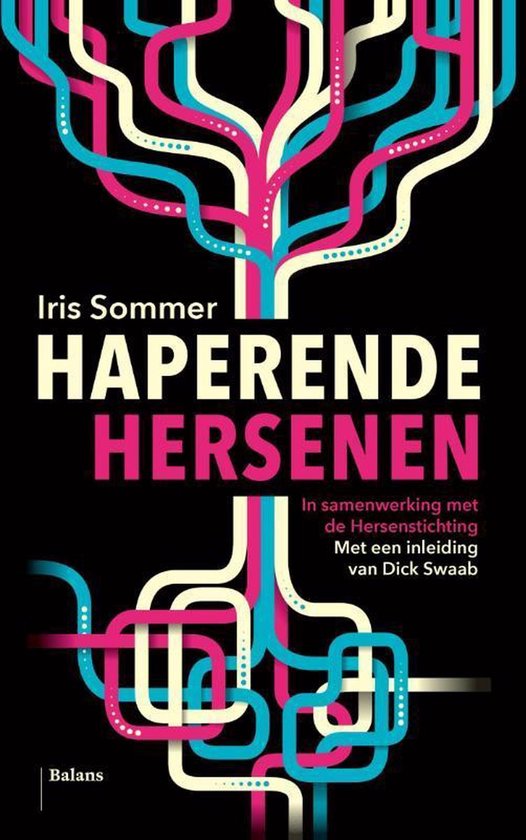 Iris Sommer
HAPERENDE
HERSENEN
In samenwerking met
de Hersenstichting
Met een inleiding
van Dick Swaab
Balans